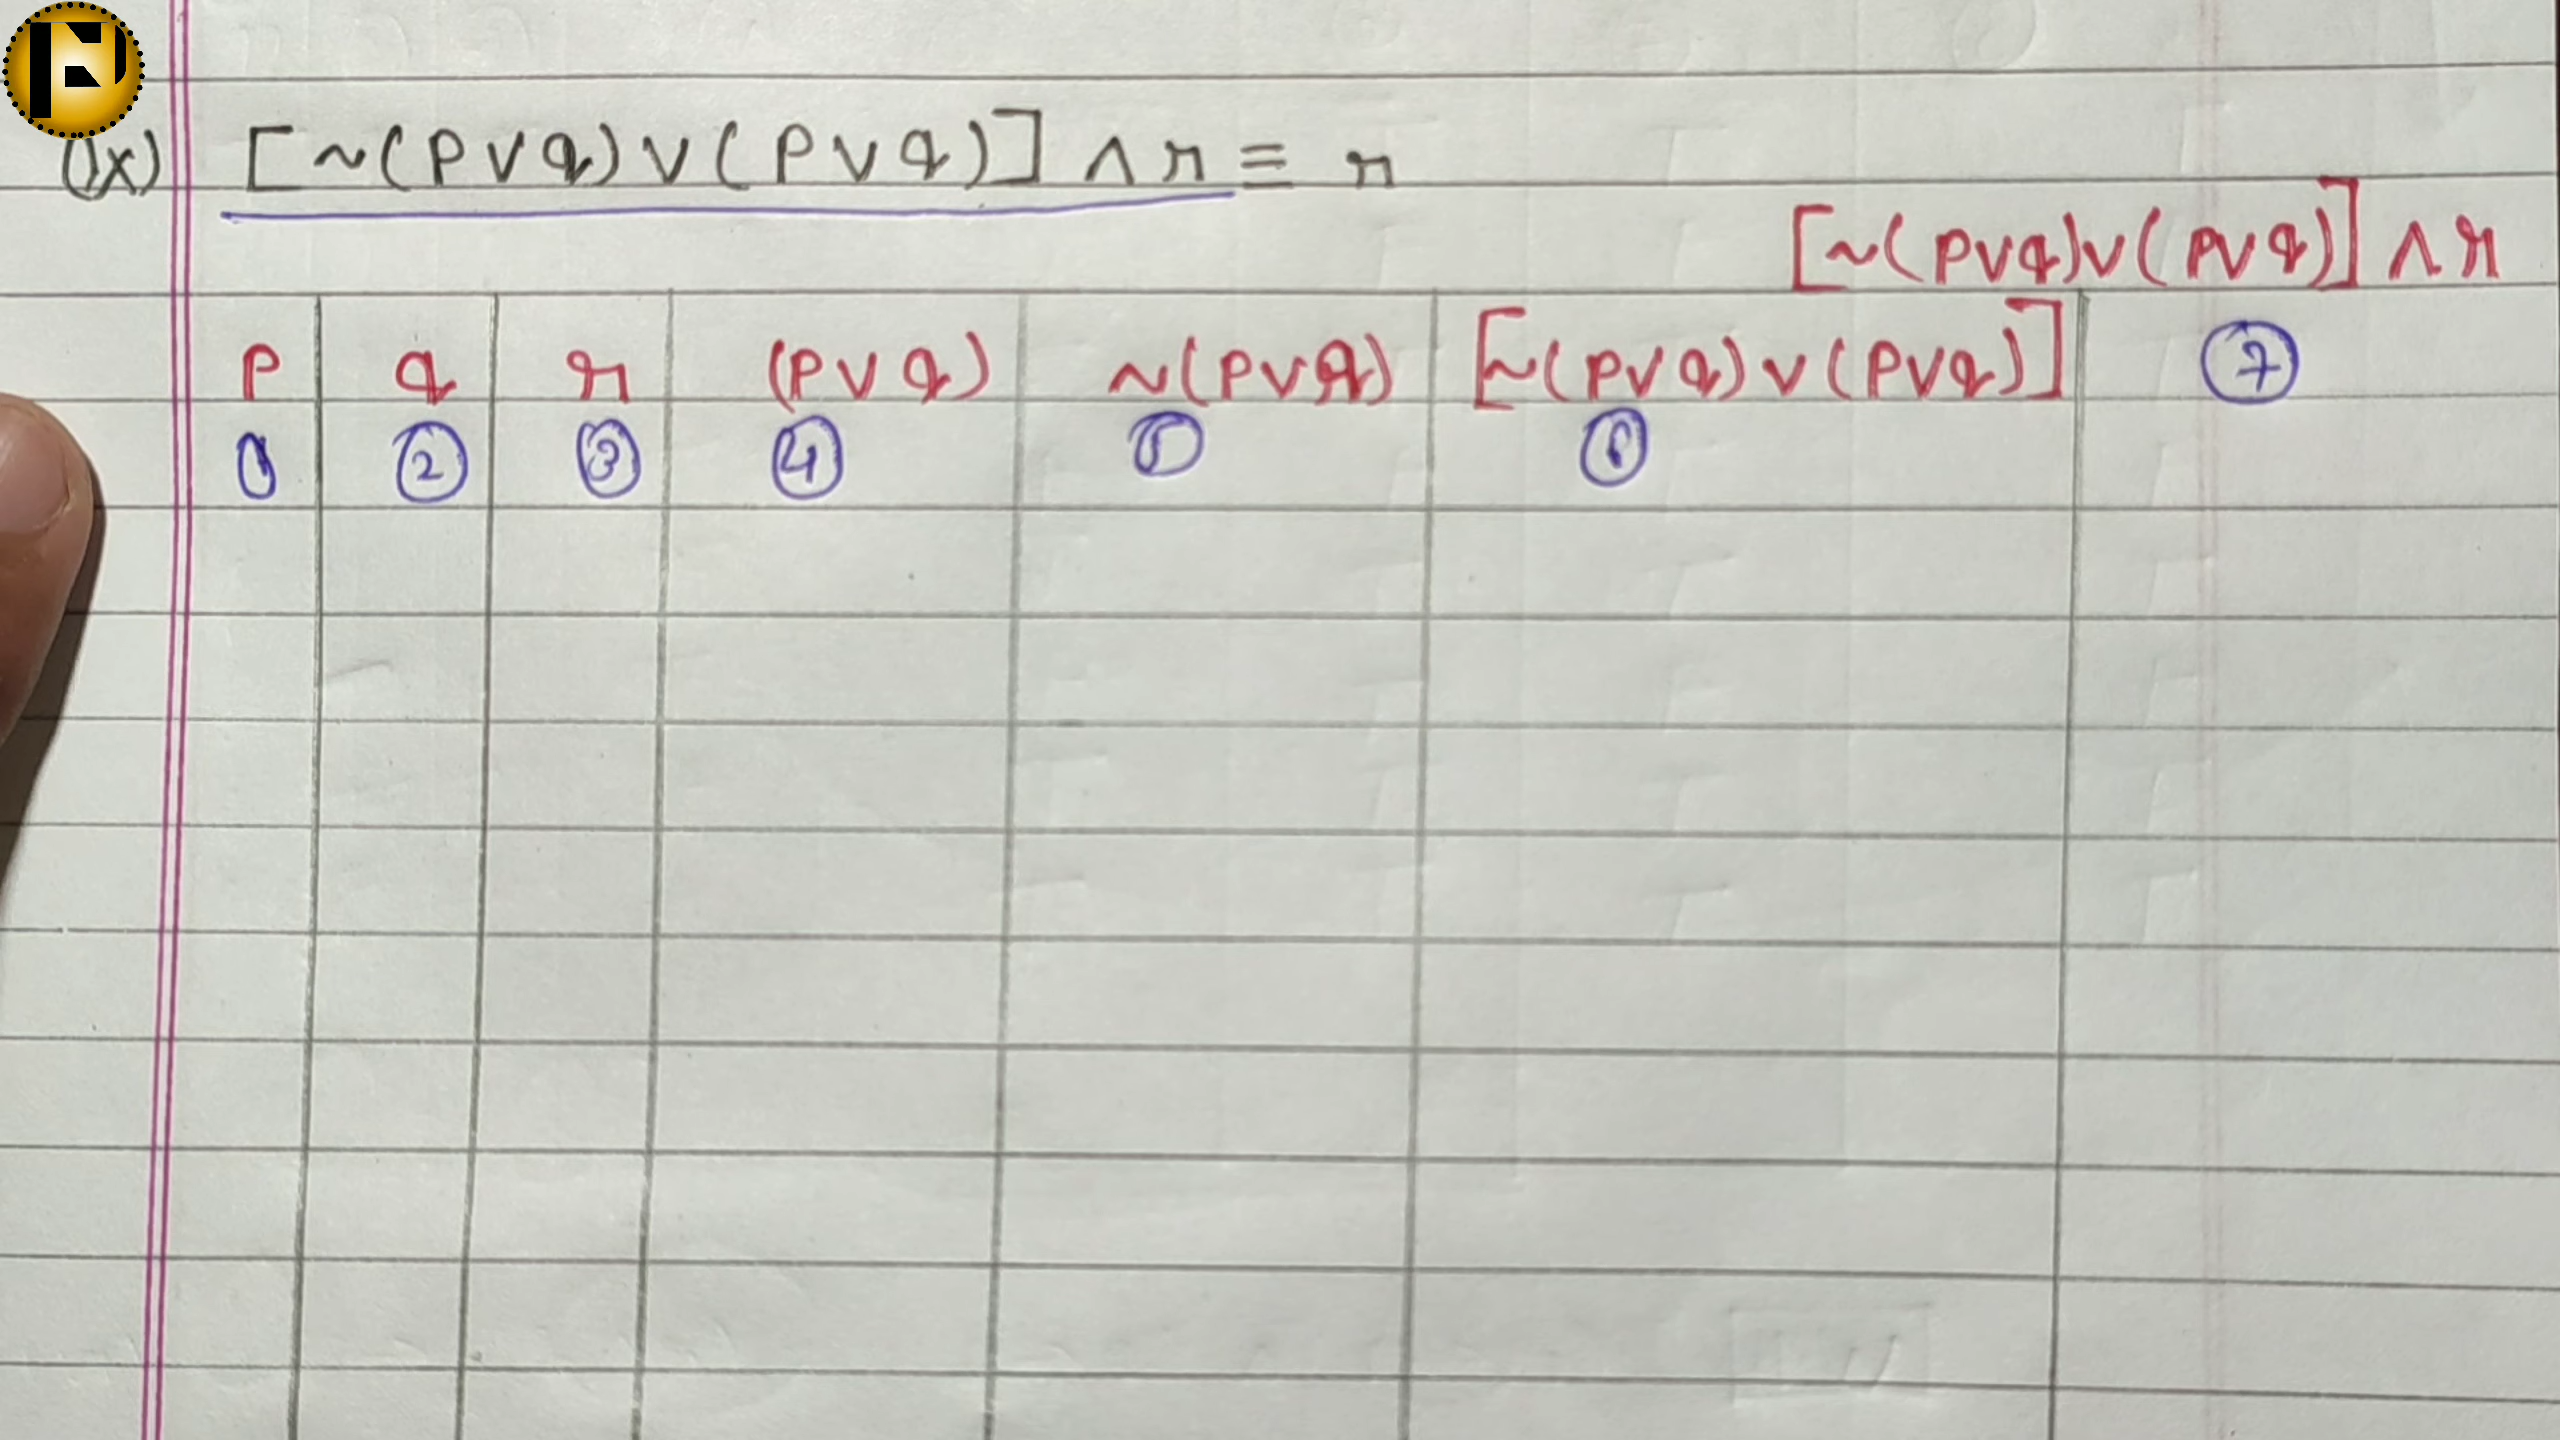 (ix) [~(p∨q)∨(p∨q)] ∧ r ≡ r
[~(p∨q)∨(p∨q)] ∧ r
p q r (p∨q) ~(p∨q) [~(p∨q)∨(p∨q)] 7
1 2 3 4 5 6